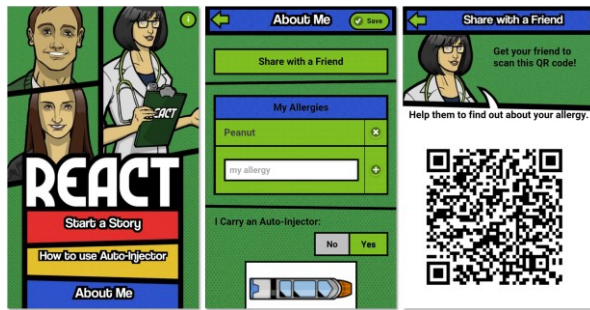 i
REACT
REACT
Start a Story
How to use Auto-Injector
About Me
About Me
Save
Share with a Friend
My Allergies
Peanut
my allergy
I Carry an Auto-Injector:
No
Yes
Share with a Friend
Get your friend to
scan this QR code!
Help them to find out about your allergy.